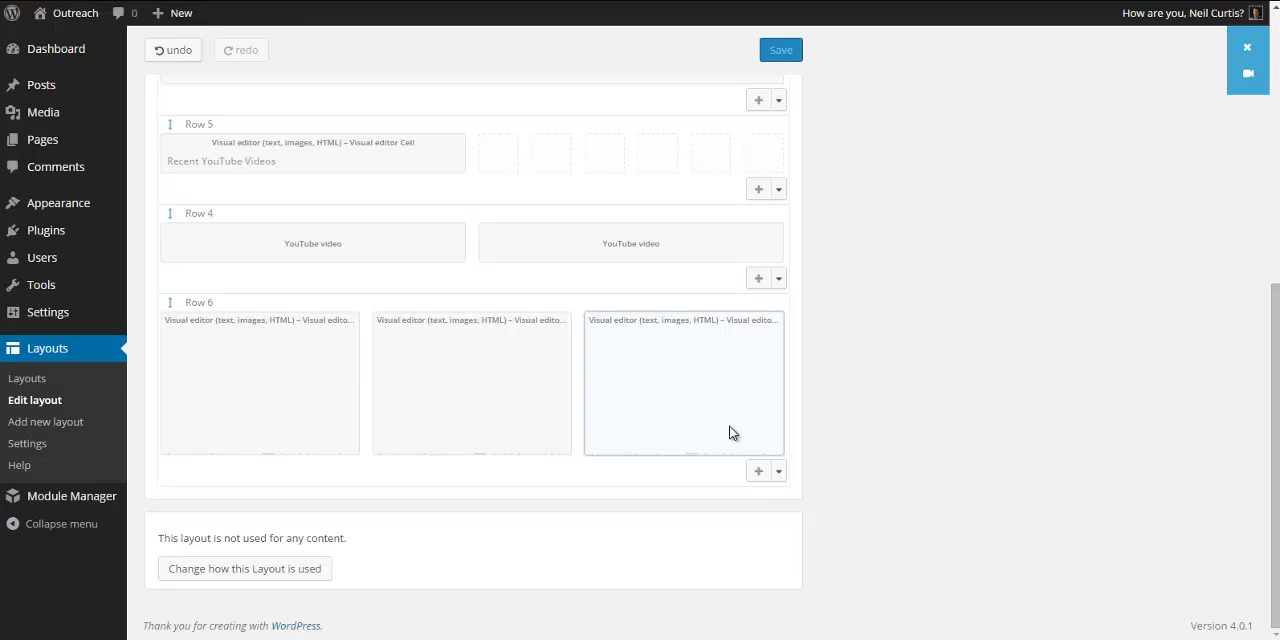 Outreach 0 New How are you, Neil Curtis?
Dashboard
Posts
Media
Pages
Comments
Appearance
Plugins
Users
Tools
Settings
Layouts
Layouts
Edit layout
Add new layout
Settings
Help
Module Manager
Collapse menu
undo redo Save
Row 5
Visual editor (text, images, HTML) – Visual editor Cell
Recent YouTube Videos
Row 4
YouTube video YouTube video
Row 6
Visual editor (text, images, HTML) – Visual edito... Visual editor (text, images, HTML) – Visual edito... Visual editor (text, images, HTML) – Visual edito...
This layout is not used for any content.
Change how this Layout is used
Thank you for creating with WordPress. Version 4.0.1